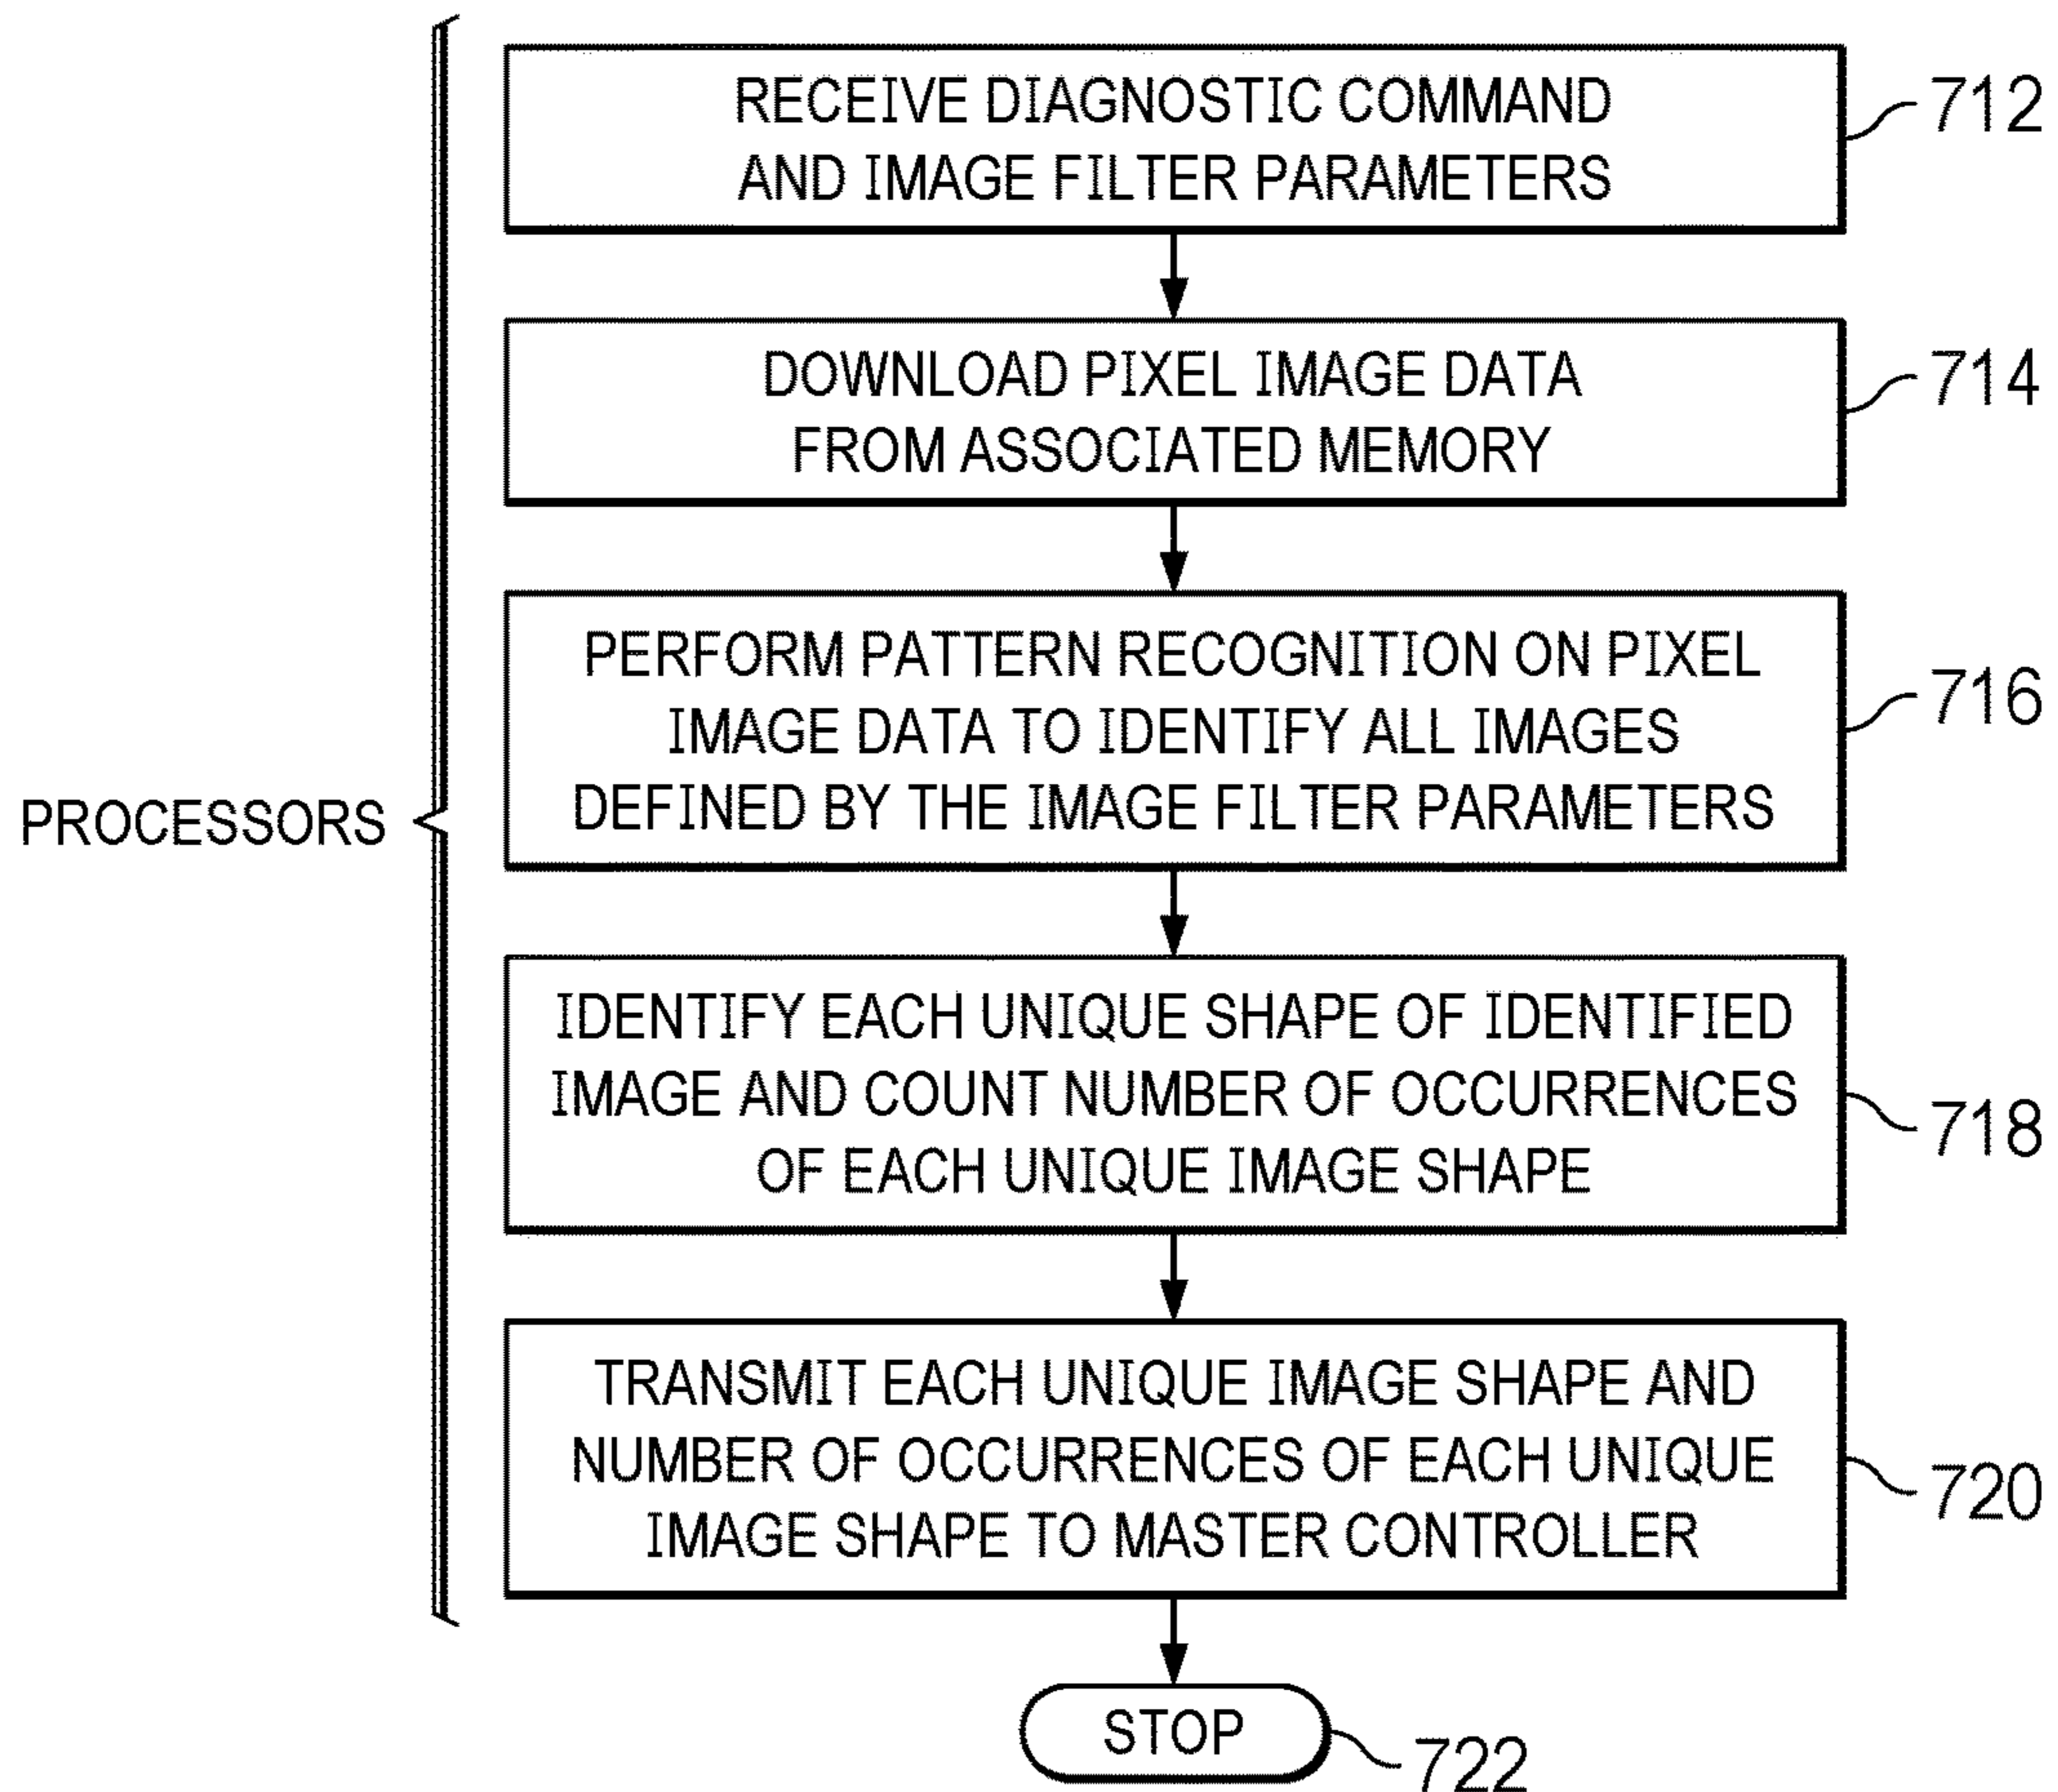 RECEIVE DIAGNOSTIC COMMAND
AND IMAGE FILTER PARAMETERS
712
DOWNLOAD PIXEL IMAGE DATA
FROM ASSOCIATED MEMORY
714
PERFORM PATTERN RECOGNITION ON PIXEL
IMAGE DATA TO IDENTIFY ALL IMAGES
DEFINED BY THE IMAGE FILTER PARAMETERS
716
PROCESSORS
IDENTIFY EACH UNIQUE SHAPE OF IDENTIFIED
IMAGE AND COUNT NUMBER OF OCCURRENCES
OF EACH UNIQUE IMAGE SHAPE
718
TRANSMIT EACH UNIQUE IMAGE SHAPE AND
NUMBER OF OCCURRENCES OF EACH UNIQUE
IMAGE SHAPE TO MASTER CONTROLLER
720
STOP
722